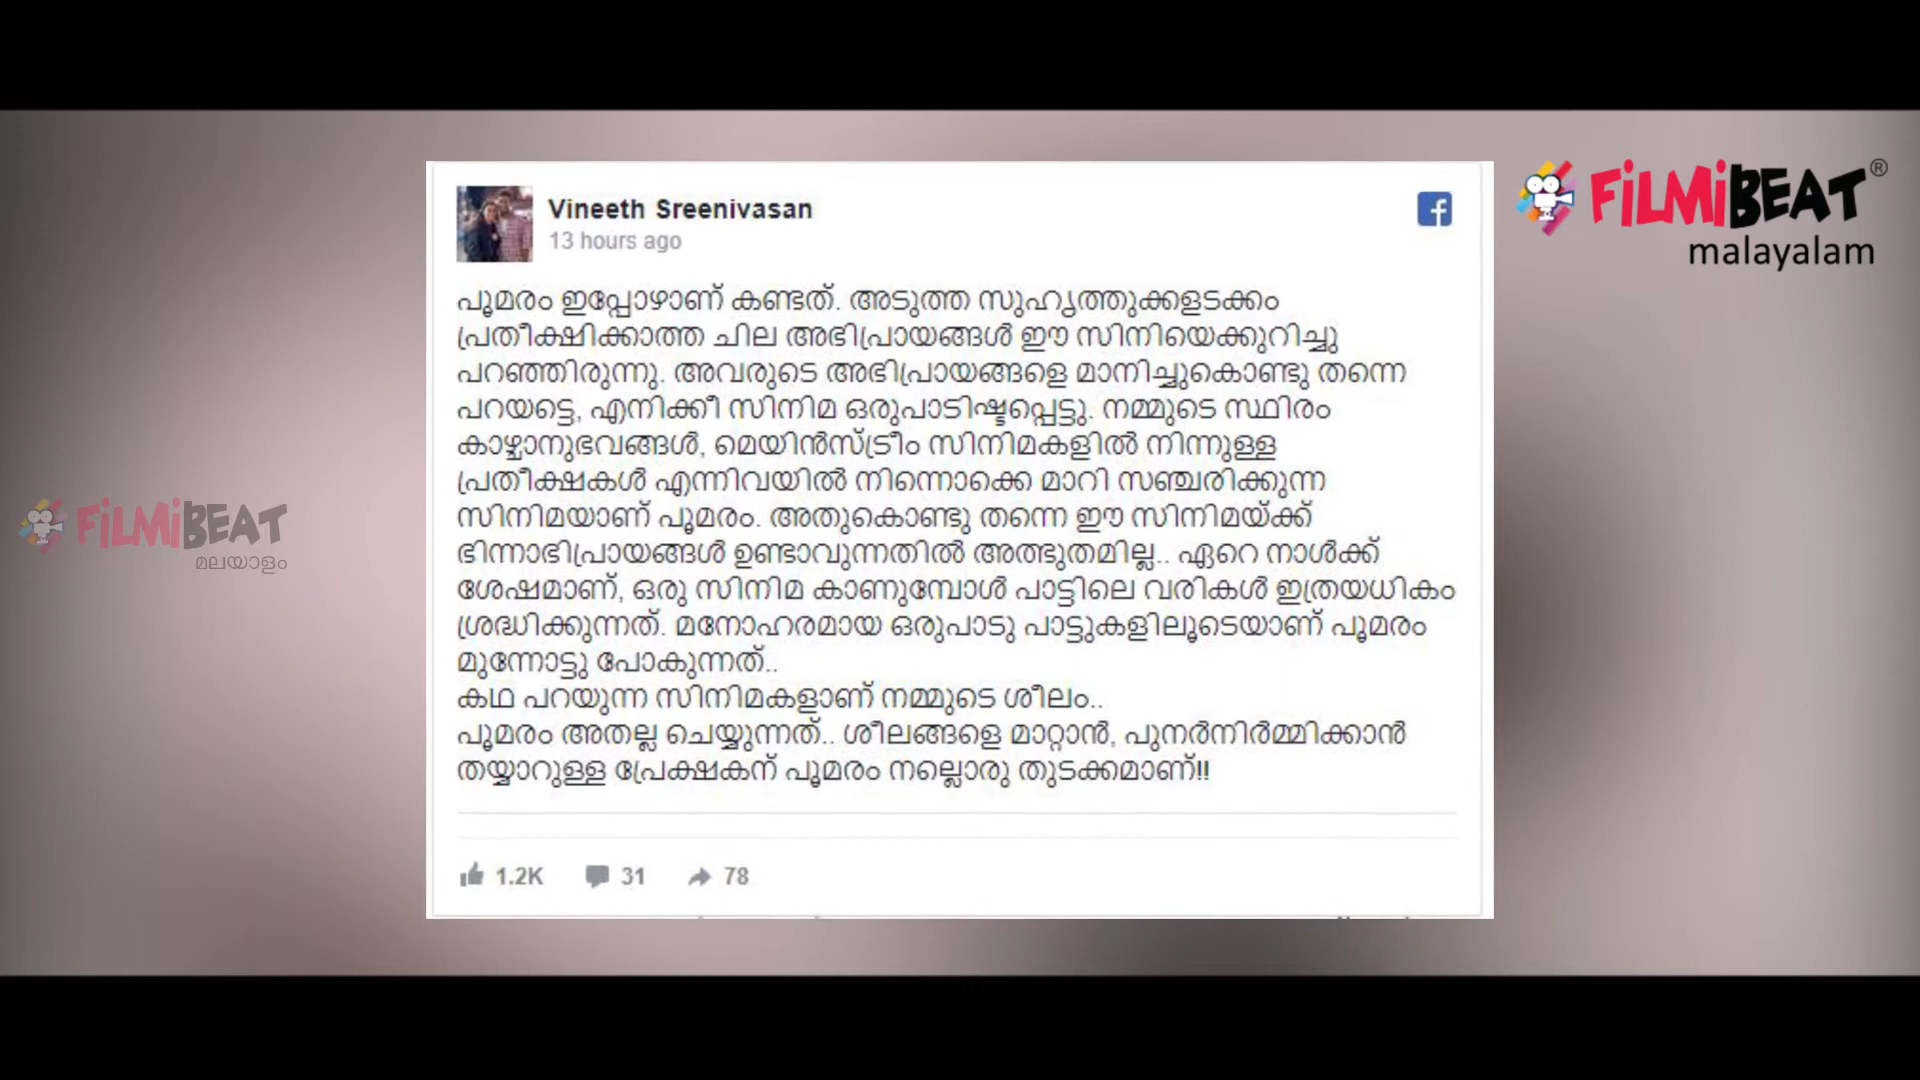 FiLMiBEAT®
malayalam
Vineeth Sreenivasan
13 hours ago
പൂമരം ഇപ്പോഴാണ് കണ്ടത്. അടുത്ത സുഹൃത്തുക്കളടക്കം
പ്രതീക്ഷിക്കാത്ത ചില അഭിപ്രായങ്ങൾ ഈ സിനിയെക്കുറിച്ചു
പറഞ്ഞിരുന്നു. അവരുടെ അഭിപ്രായങ്ങളെ മാനിച്ചുകൊണ്ടു തന്നെ
പറയട്ടെ, എനിക്കീ സിനിമ ഒരുപാടിഷ്ടപ്പെട്ടു. നമ്മുടെ സ്ഥിരം
കാഴ്ചാനുഭവങ്ങൾ, മെയിൻസ്ട്രീം സിനിമകളിൽ നിന്നുള്ള
പ്രതീക്ഷകൾ എന്നിവയിൽ നിന്നൊക്കെ മാറി സഞ്ചരിക്കുന്ന
സിനിമയാണ് പൂമരം. അതുകൊണ്ടു തന്നെ ഈ സിനിമയ്ക്ക്
ഭിന്നാഭിപ്രായങ്ങൾ ഉണ്ടാവുന്നതിൽ അത്ഭുതമില്ല.. ഏറെ നാൾക്ക്
ശേഷമാണ്, ഒരു സിനിമ കാണുമ്പോൾ പാട്ടിലെ വരികൾ ഇത്രയധികം
ശ്രദ്ധിക്കുന്നത്. മനോഹരമായ ഒരുപാടു പാട്ടുകളിലൂടെയാണ് പൂമരം
മുന്നോട്ടു പോകുന്നത്..
കഥ പറയുന്ന സിനിമകളാണ് നമ്മുടെ ശീലം..
പൂമരം അതല്ല ചെയ്യുന്നത്.. ശീലങ്ങളെ മാറ്റാൻ, പുനർനിർമ്മിക്കാൻ
തയ്യാറുള്ള പ്രേക്ഷകന് പൂമരം നല്ലൊരു തുടക്കമാണ്!!
1.2K 31 78
FiLMiBEAT
മലയാളം